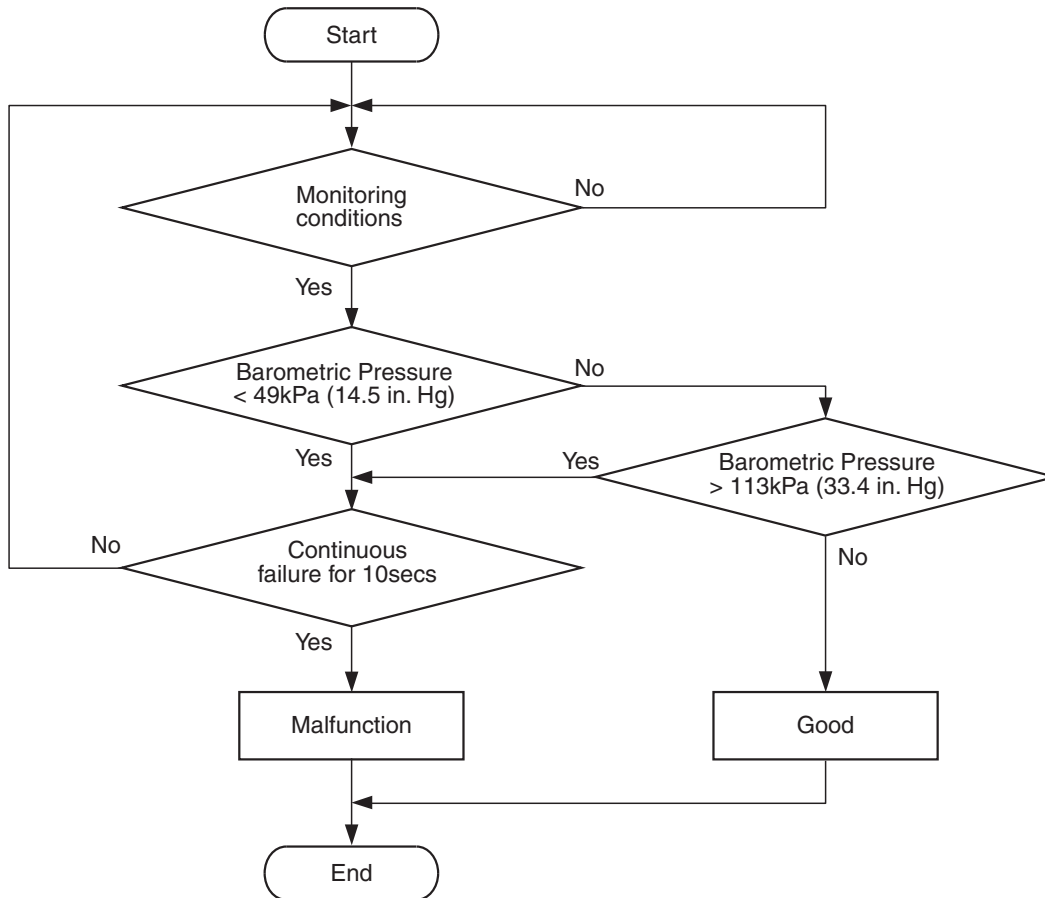 Start
Monitoring
conditions
No
Yes
Barometric Pressure
< 49kPa (14.5 in. Hg)
No
Yes
Yes
Barometric Pressure
> 113kPa (33.4 in. Hg)
No
Continuous
failure for 10secs
No
Yes
Malfunction
Good
End